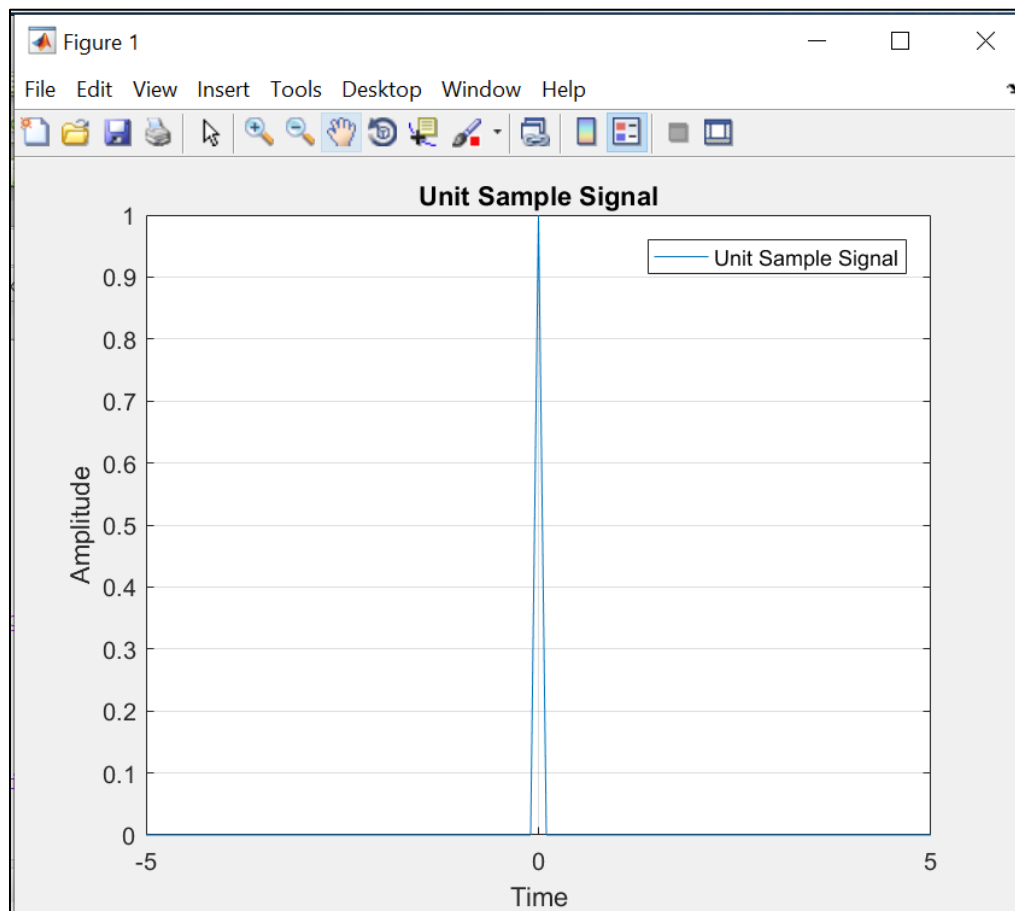 Figure 1
File Edit View Insert Tools Desktop Window Help
Unit Sample Signal
Unit Sample Signal
1
0.9
0.8
0.7
0.6
0.5
0.4
0.3
0.2
0.1
0
Amplitude
-5 0 5
Time